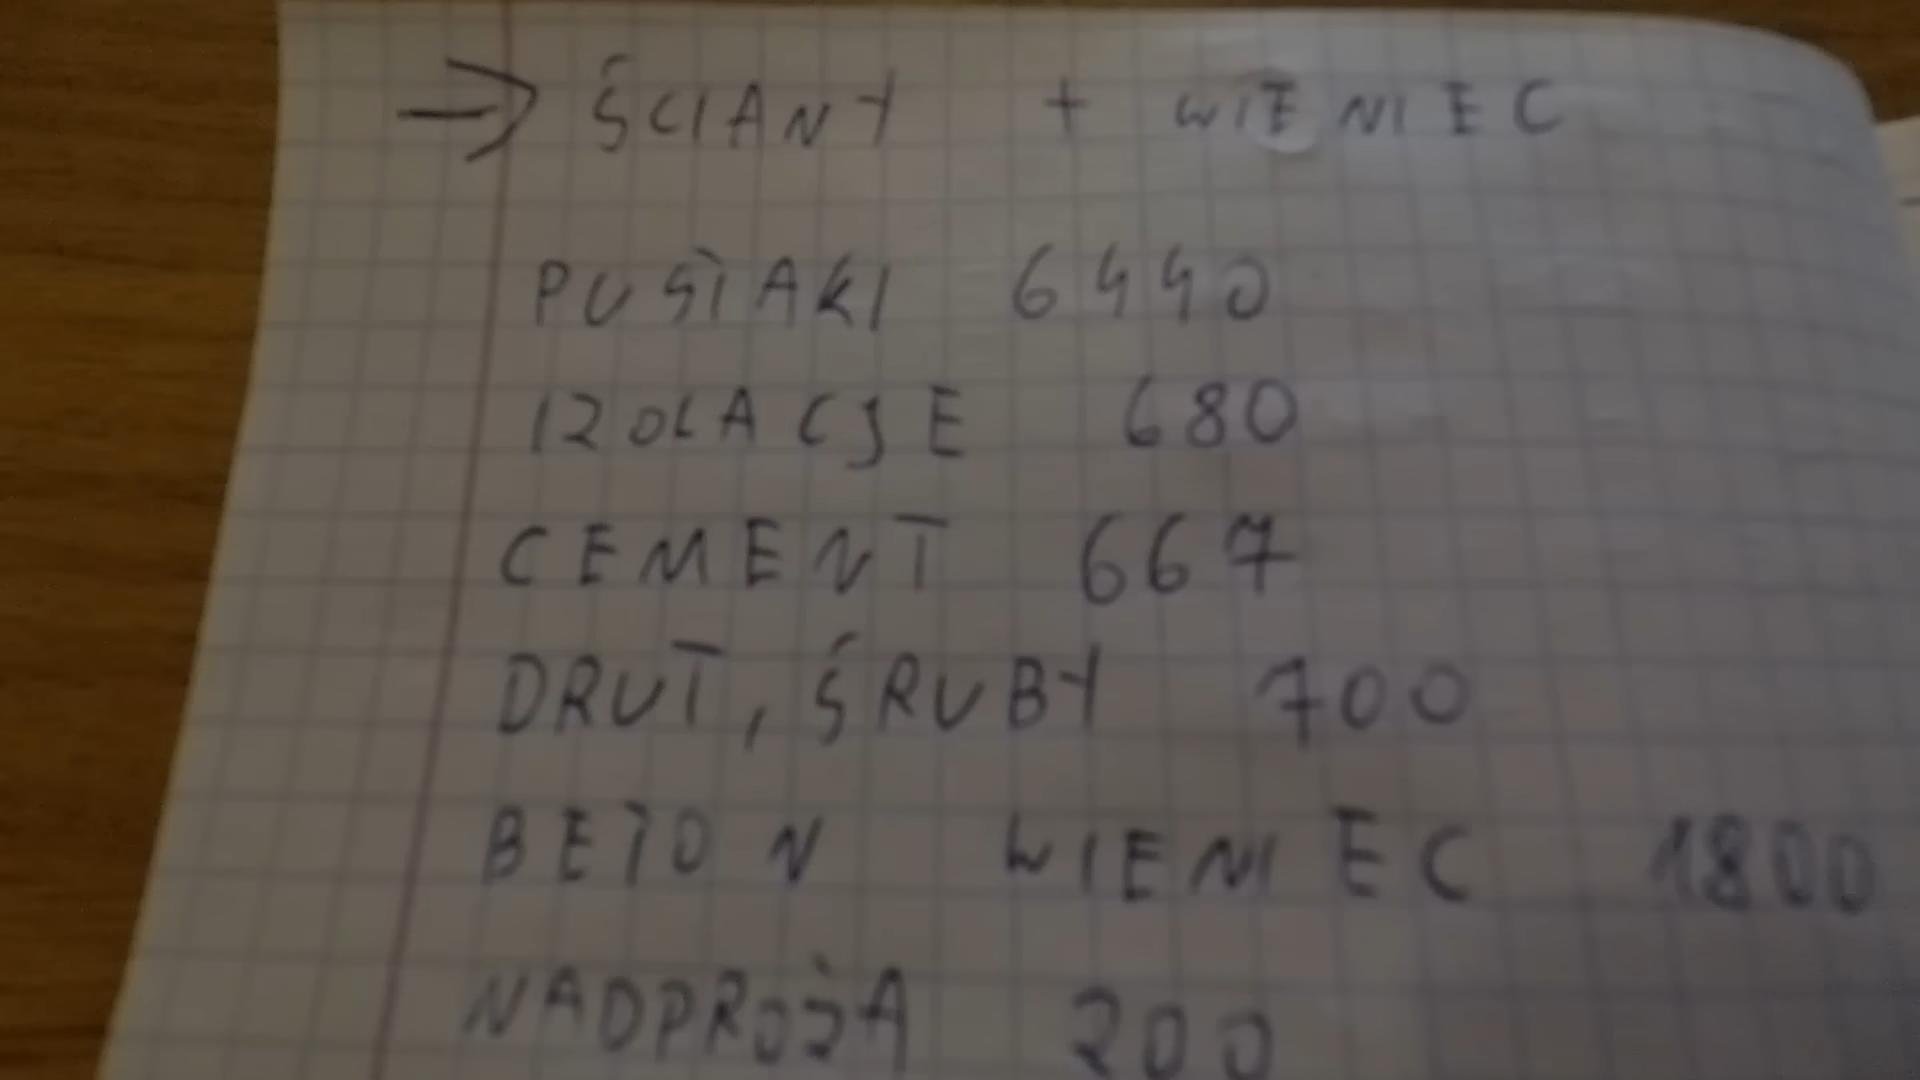 → ŚCIANY + WIENIEC
PUSTAKI 6440
IZOLACJE 680
CEMENT 667
DRUT, ŚRUBY 700
BETON WIENIEC 1800
NADPROŻA 200